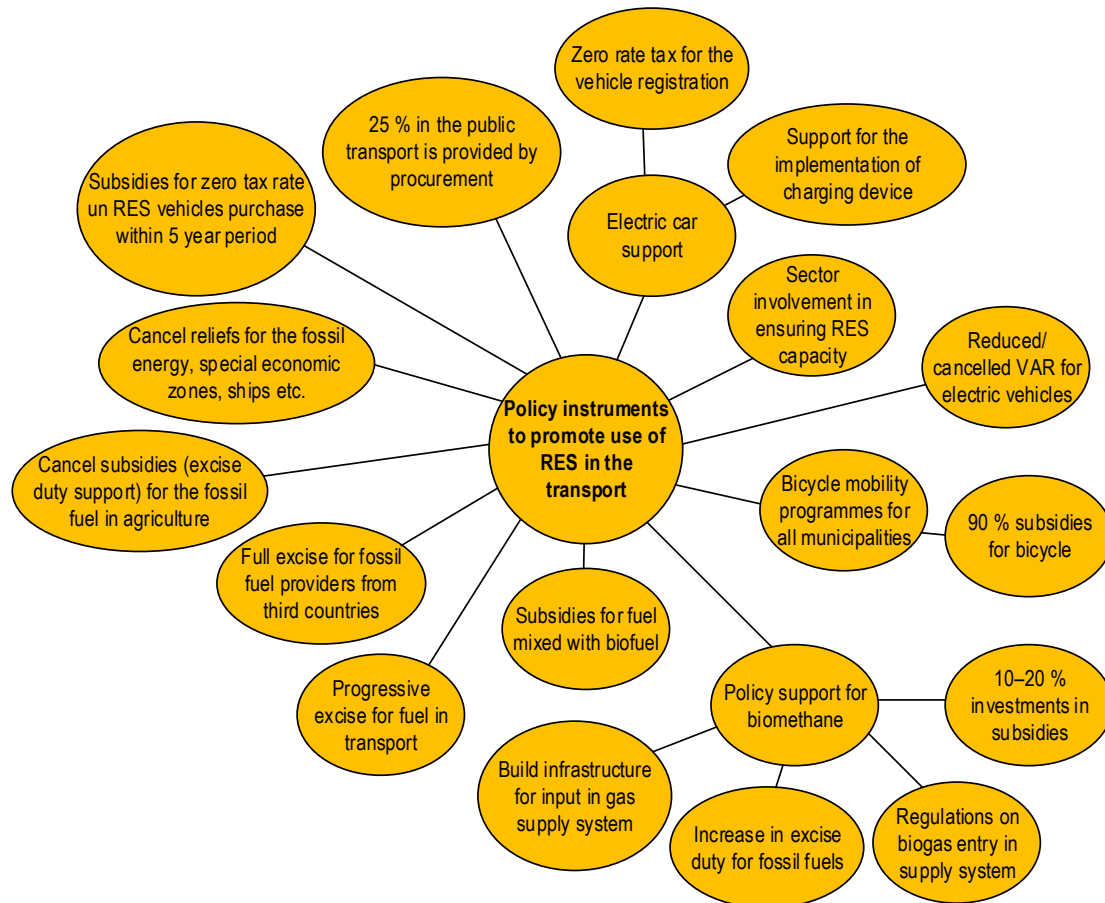 Zero rate tax for the
vehicle registration
25 % in the public
transport is provided by
procurement
Support for the
implementation of
charging device
Subsidies for zero tax rate
un RES vehicles purchase
within 5 year period
Electric car
support
Sector
involvement in
ensuring RES
capacity
Cancel reliefs for the fossil
energy, special economic
zones, ships etc.
Reduced/
cancelled VAR for
electric vehicles
Policy instruments
to promote use of
RES in the
transport
Cancel subsidies (excise
duty support) for the fossil
fuel in agriculture
Bicycle mobility
programmes for
all municipalities
90 % subsidies
for bicycle
Full excise for fossil
fuel providers from
third countries
Subsidies for fuel
mixed with biofuel
Progressive
excise for fuel in
transport
Policy support for
biomethane
10–20 %
investments in
subsidies
Build infrastructure
for input in gas
supply system
Increase in excise
duty for fossil fuels
Regulations on
biogas entry in
supply system